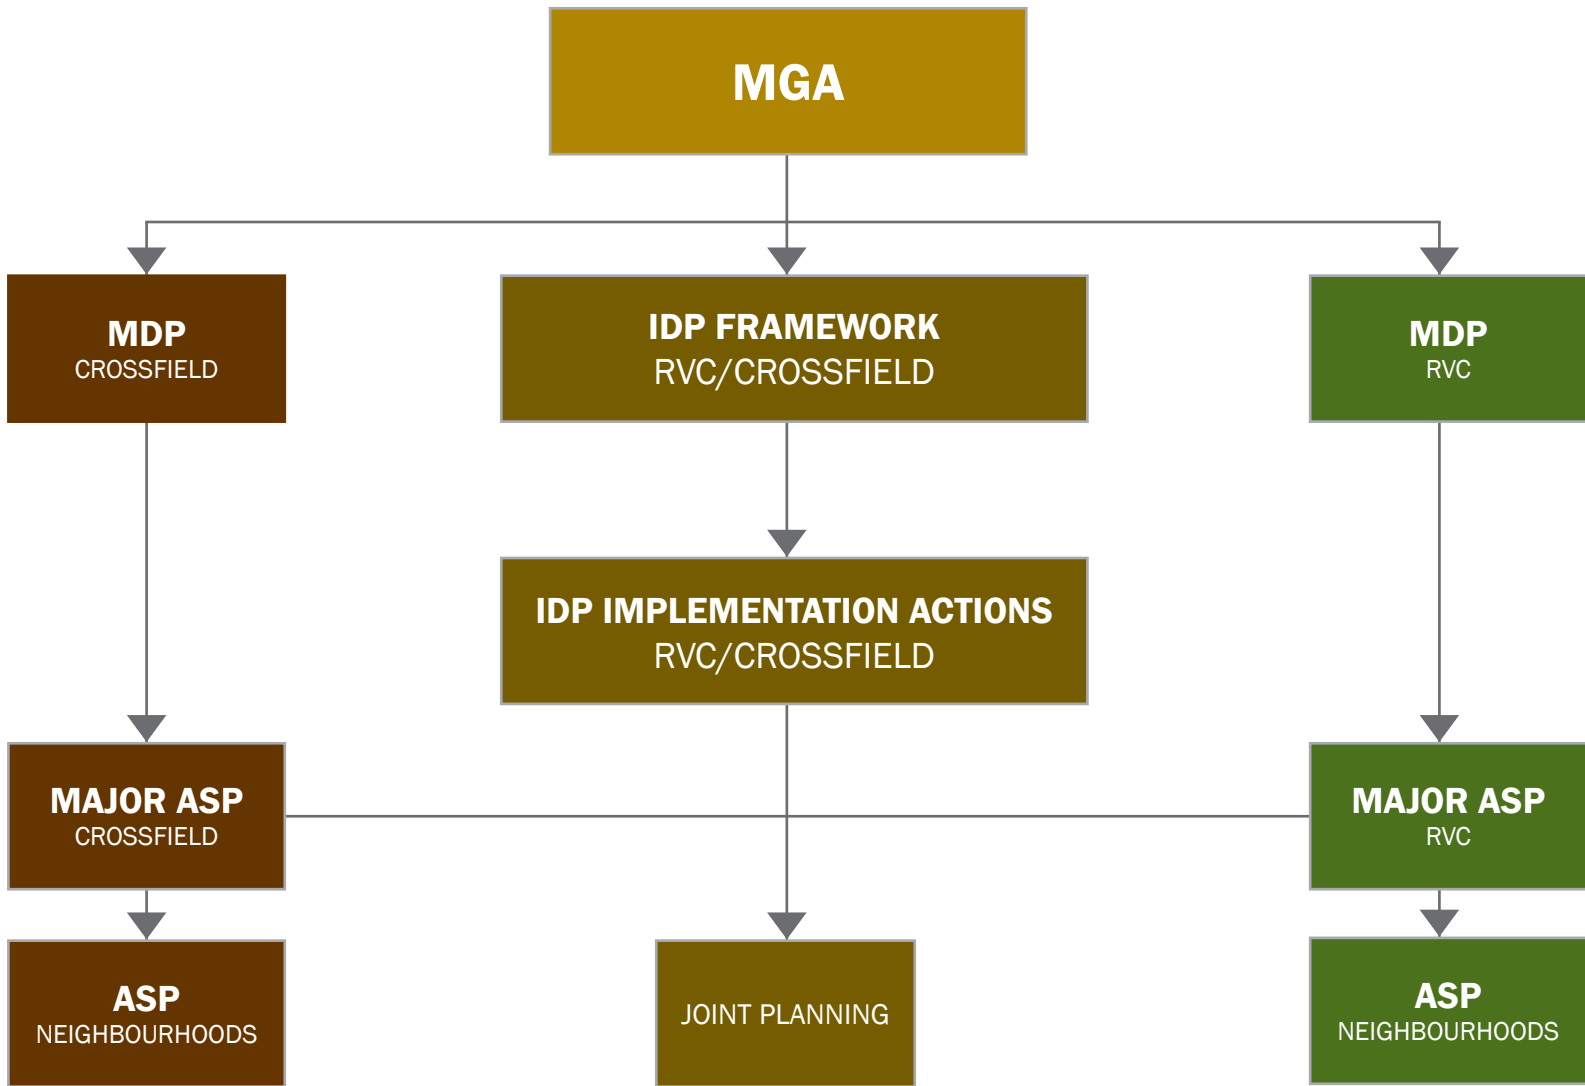 MGA
MDP
CROSSFIELD
IDP FRAMEWORK
RVC/CROSSFIELD
MDP
RVC
IDP IMPLEMENTATION ACTIONS
RVC/CROSSFIELD
MAJOR ASP
CROSSFIELD
MAJOR ASP
RVC
ASP
NEIGHBOURHOODS
JOINT PLANNING
ASP
NEIGHBOURHOODS